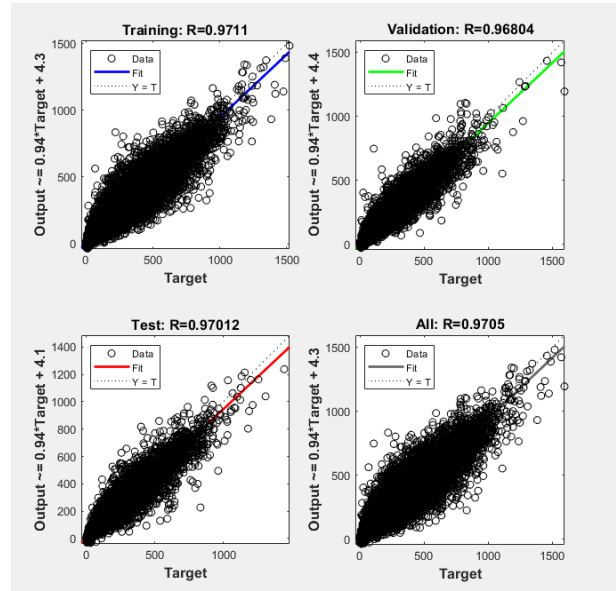 Training: R=0.9711
Output ~= 0.94*Target + 4.3
1500
1000
500
0
Data
Fit
Y = T
0 500 1000 1500
Target
Validation: R=0.96804
Output ~= 0.94*Target + 4.4
1500
1000
500
0
Data
Fit
Y = T
0 500 1000 1500
Target
Test: R=0.97012
Output ~= 0.94*Target + 4.1
1400
1200
1000
800
600
400
200
0
Data
Fit
Y = T
0 500 1000
Target
All: R=0.9705
Output ~= 0.94*Target + 4.3
1500
1000
500
0
Data
Fit
Y = T
0 500 1000 1500
Target